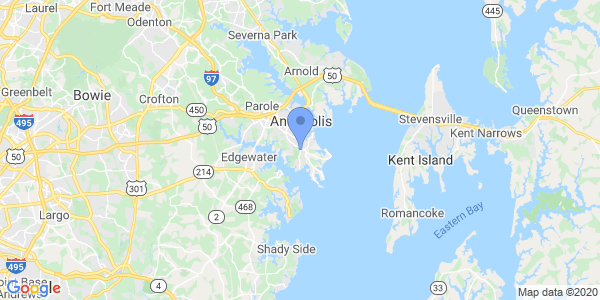 Laurel
Fort Meade
Odenton
Severna Park
445
97
Arnold
50
Greenbelt
Bowie
Crofton
450
Parole
495
50
Annapolis
Stevensville
Queenstown
Kent Narrows
50
Edgewater
Kent Island
214
301
Largo
468
2
Romancoke
Eastern Bay
Shady Side
495
Andrews
4
33
Google
Map data ©2020